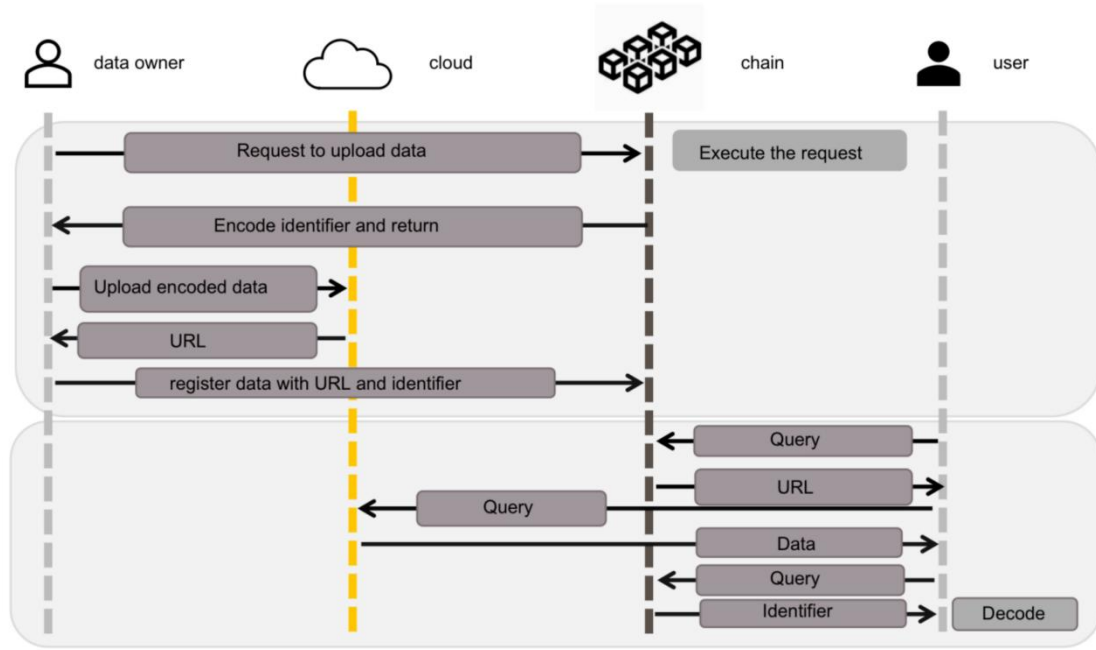 data owner
cloud
chain
user
Request to upload data
Execute the request
Encode identifier and return
Upload encoded data
URL
register data with URL and identifier
Query
URL
Query
Data
Query
Identifier
Decode